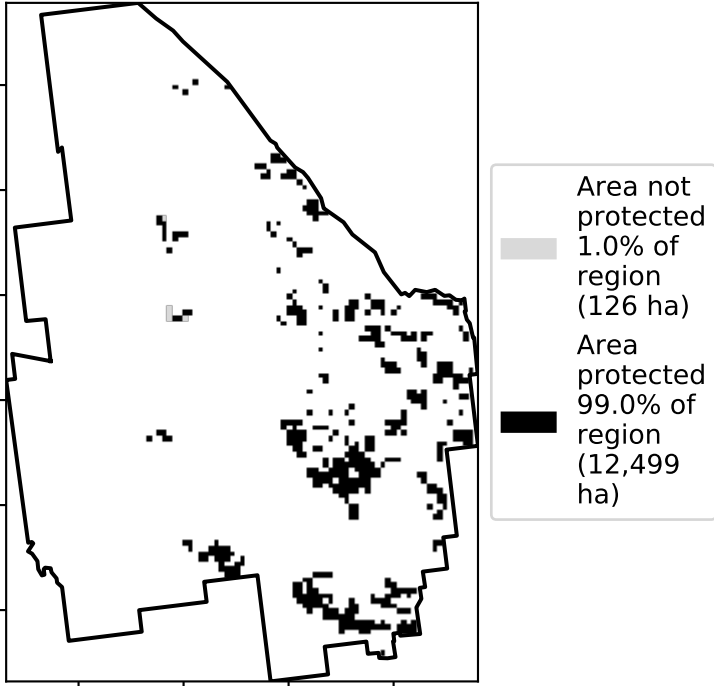 Area not
protected
1.0% of
region
(126 ha)
Area
protected
99.0% of
region
(12,499
ha)